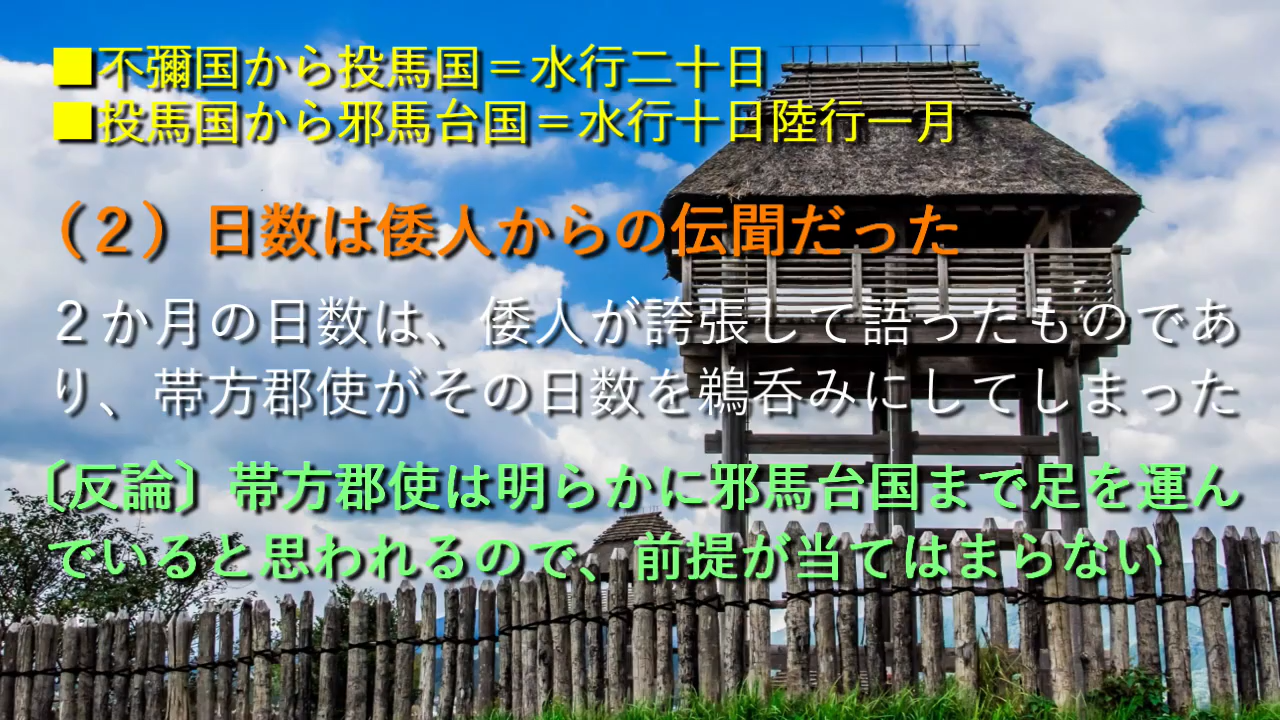 ■不彌国から投馬国＝水行二十日
■投馬国から邪馬台国＝水行十日陸行一月
（２）日数は倭人からの伝聞だった
２か月の日数は、倭人が誇張して語ったものであ
り、帯方郡使がその日数を鵜呑みにしてしまった
〔反論〕帯方郡使は明らかに邪馬台国まで足を運ん
でいると思われるので、前提が当てはまらない